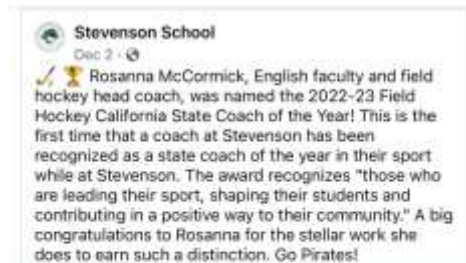 Stevenson School
Dec 2 ·
Rosanna McCormick, English faculty and field
hockey head coach, was named the 2022-23 Field
Hockey California State Coach of the Year! This is the
first time that a coach at Stevenson has been
recognized as a state coach of the year in their sport
while at Stevenson. The award recognizes "those who
are leading their sport, shaping their students and
contributing in a positive way to their community." A big
congratulations to Rosanna for the stellar work she
does to earn such a distinction. Go Pirates!